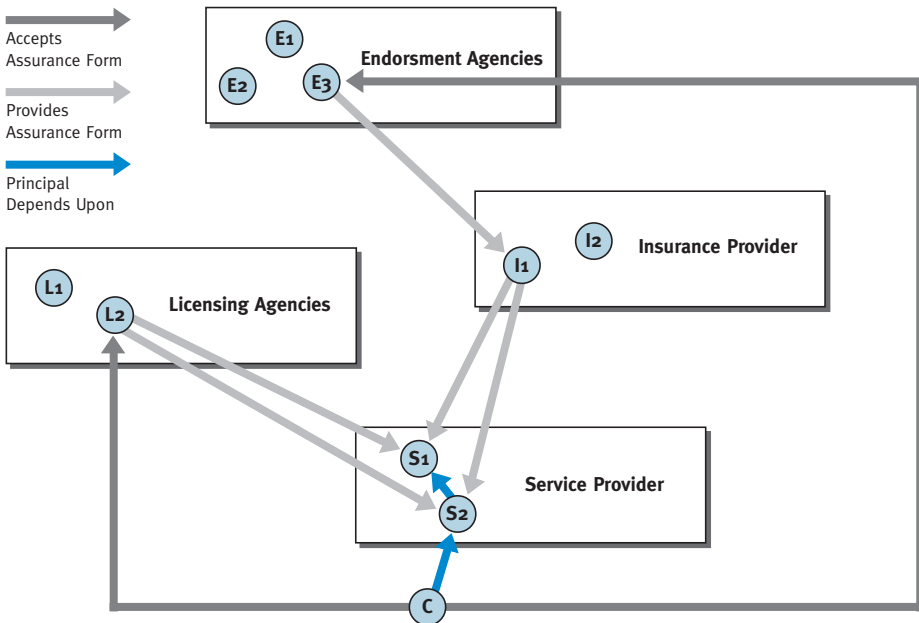 Accepts
Assurance Form
Provides
Assurance Form
Principal
Depends Upon
E1
Endorsment Agencies
E2
E3
I2
Insurance Provider
I1
L1
Licensing Agencies
L2
S1
Service Provider
S2
C